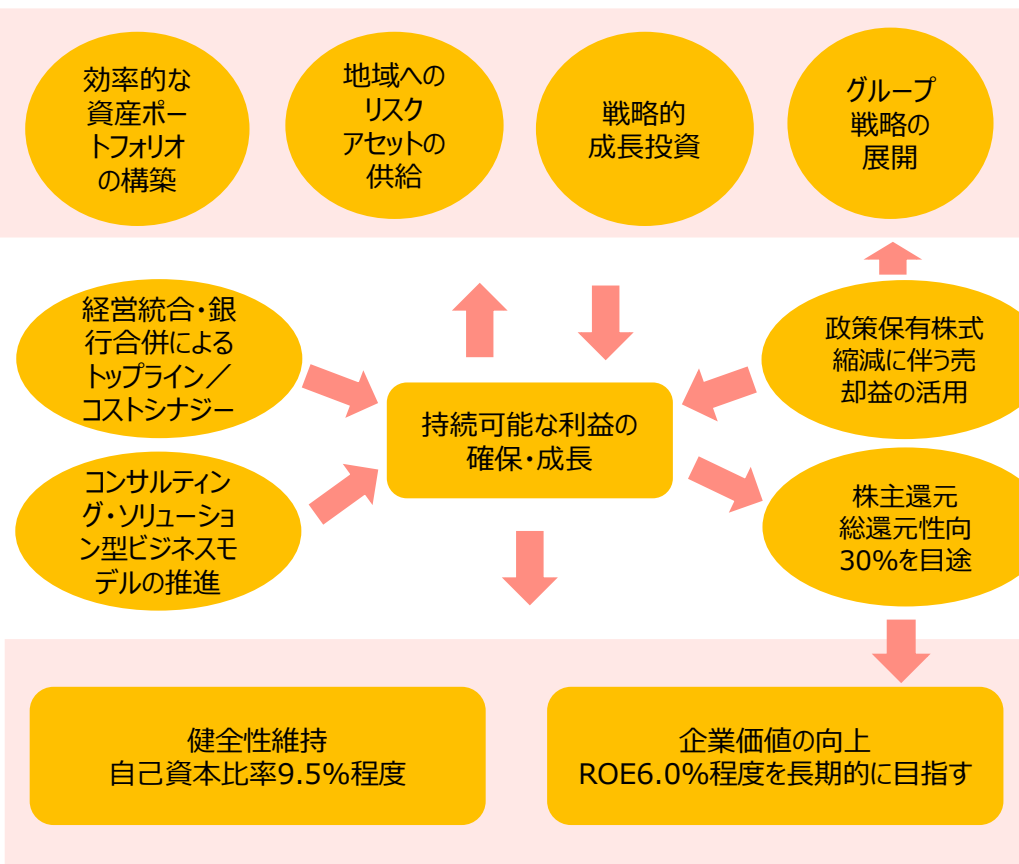 効率的な
資産ポー
トフォリオ
の構築
地域への
リスク
アセットの
供給
戦略的
成長投資
グループ
戦略の
展開
経営統合・銀
行合併による
トップライン／
コストシナジー
政策保有株式
縮減に伴う売
却益の活用
持続可能な利益の
確保・成長
コンサルティン
グ・ソリューショ
ン型ビジネスモ
デルの推進
株主還元
総還元性向
30%を目途
健全性維持
自己資本比率9.5%程度
企業価値の向上
ROE6.0%程度を長期的に目指す